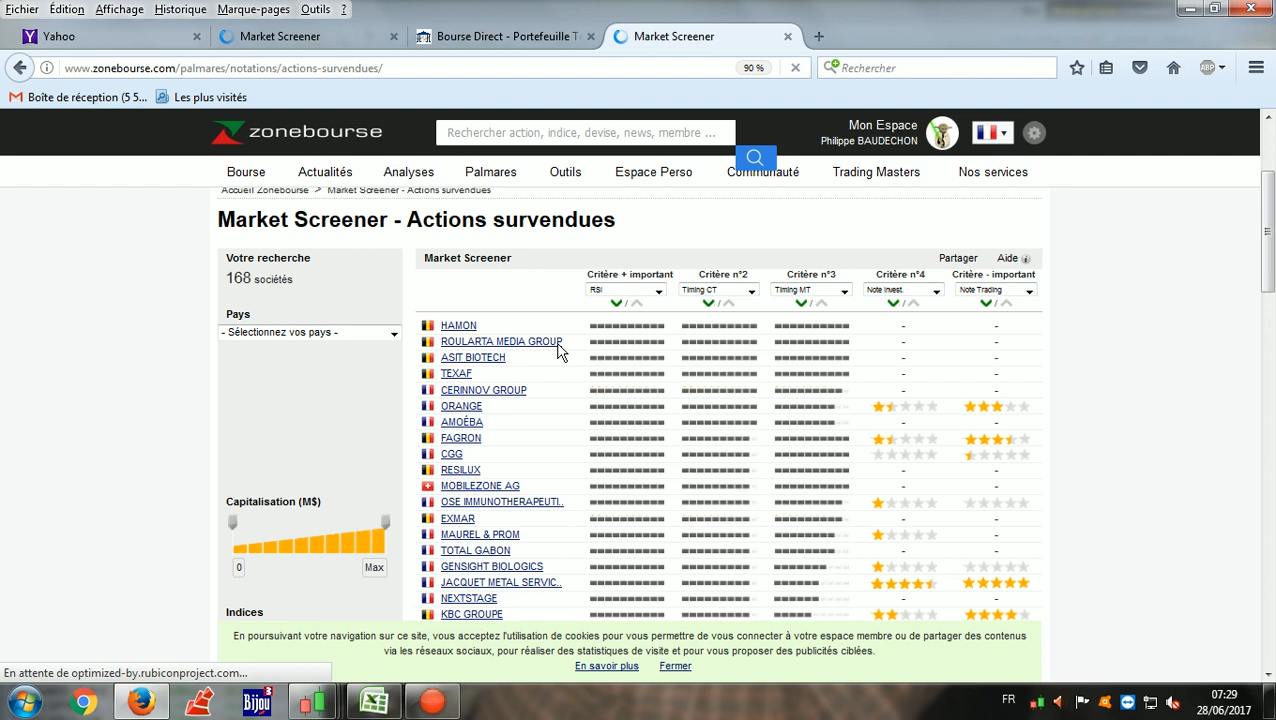 Fichier Édition Affichage Historique Marque-pages Outils ?
Yahoo
Market Screener
Bourse Direct - Portefeuille T
Market Screener
www.zonebourse.com/palmares/notations/actions-survendues/
90 %
Rechercher
Boîte de réception (5 5...
Les plus visités
zonebourse
Rechercher action, indice, devise, news, membre ...
Mon Espace
Philippe BAUDECHON
Bourse Actualités Analyses Palmares Outils Espace Perso Communauté Trading Masters Nos services
Accueil Zonebourse > Market Screener - Actions survendues
Market Screener - Actions survendues
Votre recherche
168 sociétés
Pays
- Sélectionnez vos pays -
Capitalisation (M$)
0 Max
Indices
Market Screener Partager Aide
Critère + important Critère n°2 Critère n°3 Critère n°4 Critère - important
RSI Timing CT Timing MT Note Invest. Note Trading
HAMON - -
ROULARTA MEDIA GROUP - -
ASIT BIOTECH - -
TEXAF - -
CERINNOV GROUP - -
ORANGE
AMOÉBA - -
FAGRON
CGG
RESILUX - -
MOBILEZONE AG - -
OSE IMMUNOTHERAPEUTI..
EXMAR - -
MAUREL & PROM -
TOTAL GABON - -
GENSIGHT BIOLOGICS
JACQUET METAL SERVIC..
NEXTSTAGE - -
KBC GROUPE
En poursuivant votre navigation sur ce site, vous acceptez l'utilisation de cookies pour vous permettre de vous connecter à votre espace membre ou de partager des contenus
via les réseaux sociaux, pour réaliser des statistiques de visite et pour vous proposer des publicités ciblées.
En savoir plus Fermer
En attente de optimized-by.rubiconproject.com...
Bijou 3
FR
07:29
28/06/2017